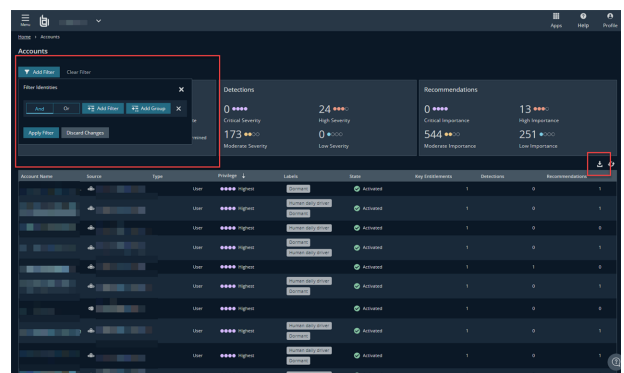 Menu
Apps Help Profile
Home › Accounts
Accounts
Add Filter Clear Filter
Filter Identities
And Or Add Filter Add Group
Apply Filter Discard Changes
Detections
0 24
Critical Severity High Severity
173 0
Moderate Severity Low Severity
Recommendations
0 13
Critical Importance High Importance
544 251
Moderate Importance Low Importance
Account Name Source Type Privilege ↓ Labels State Key Entitlements Detections Recommendations
User Highest Dormant Activated 1 0 1
User Highest Human daily driver Activated 1 0 1
Dormant
User Highest Human daily driver Activated 1 0 0
User Highest Dormant Activated 1 0 1
Human daily driver
User Highest Activated 1 1 0
User Highest Human daily driver Activated 1 0 1
Dormant
User Highest Activated 1 0 0
User Highest Human daily driver Activated 1 0 1
Dormant
User Highest Human daily driver Activated 1 0 1
Dormant